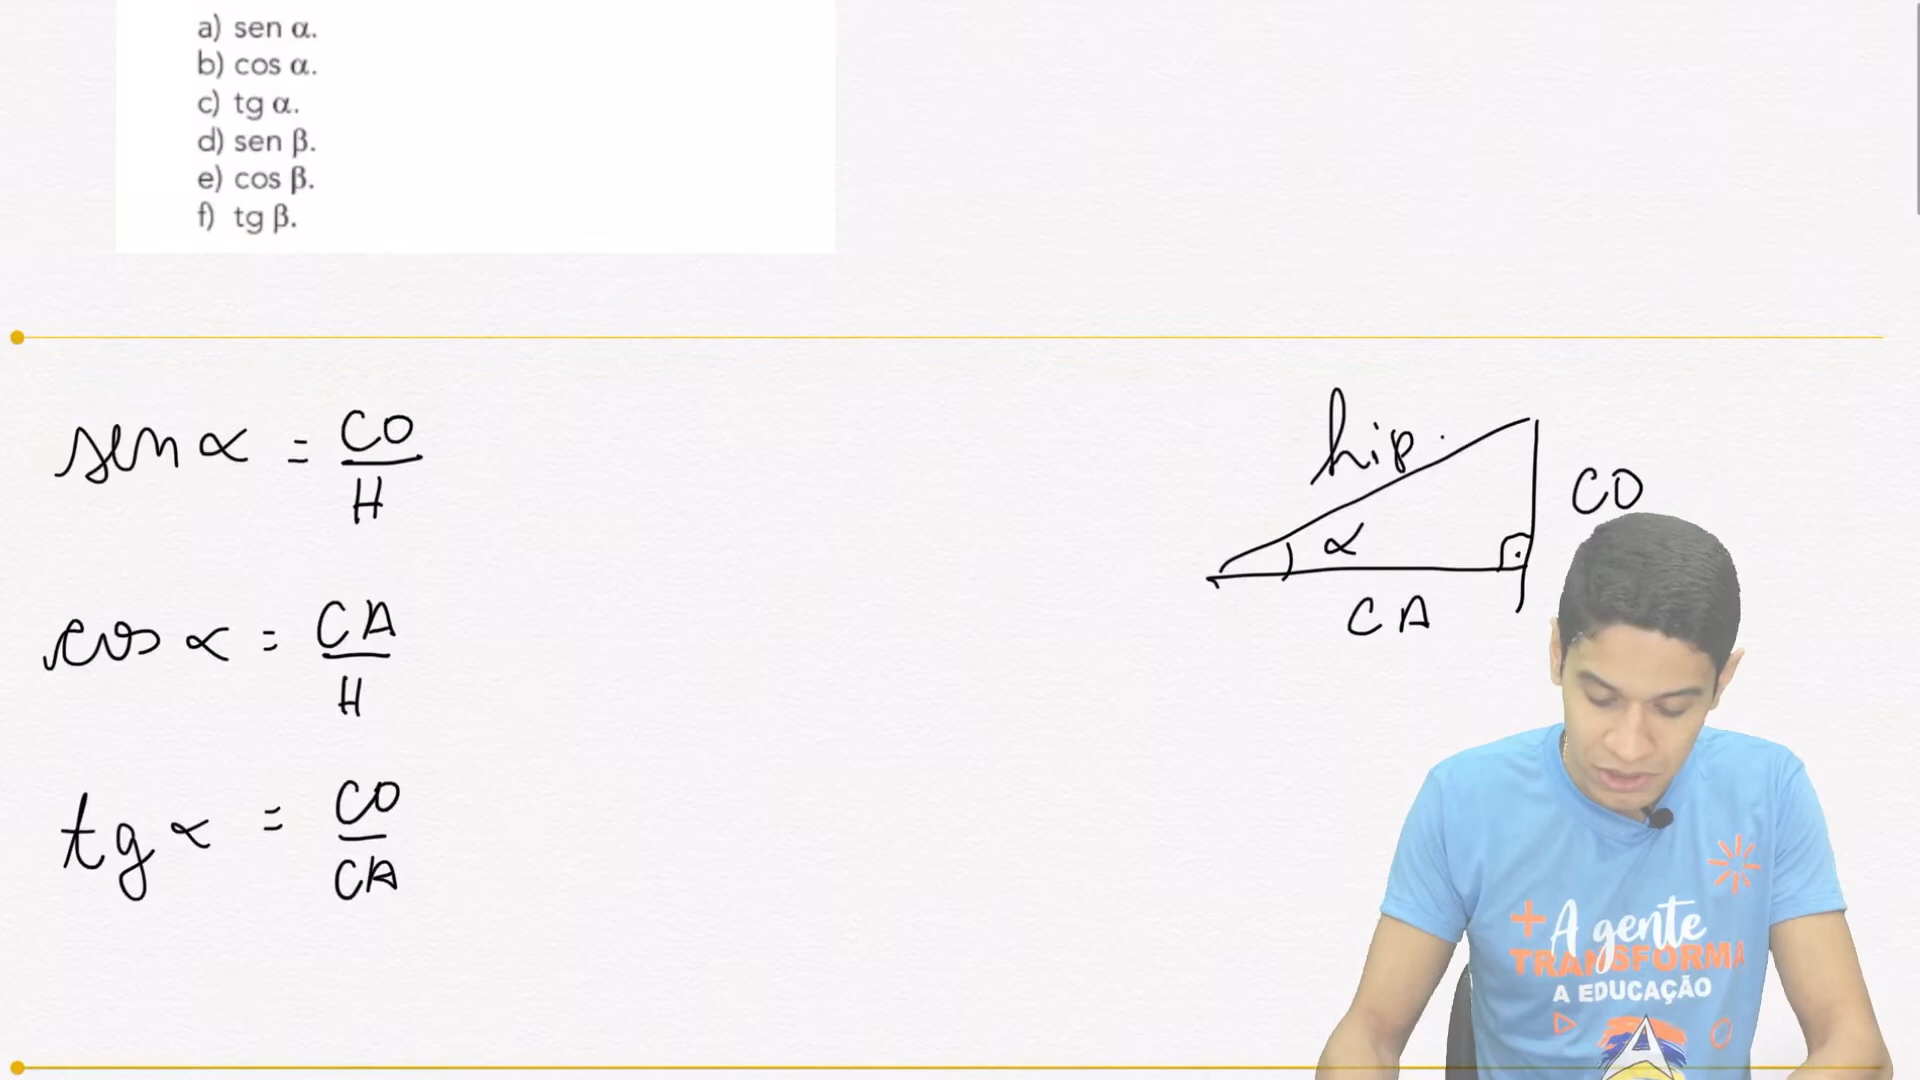 a) sen α.
b) cos α.
c) tg α.
d) sen β.
e) cos β.
f) tg β.
sen α = CO
H
cos α = CA
H
tg α = CO
CA
hip.
CO
α
CA
+ A gente
TRANSFORMA
A EDUCAÇÃO